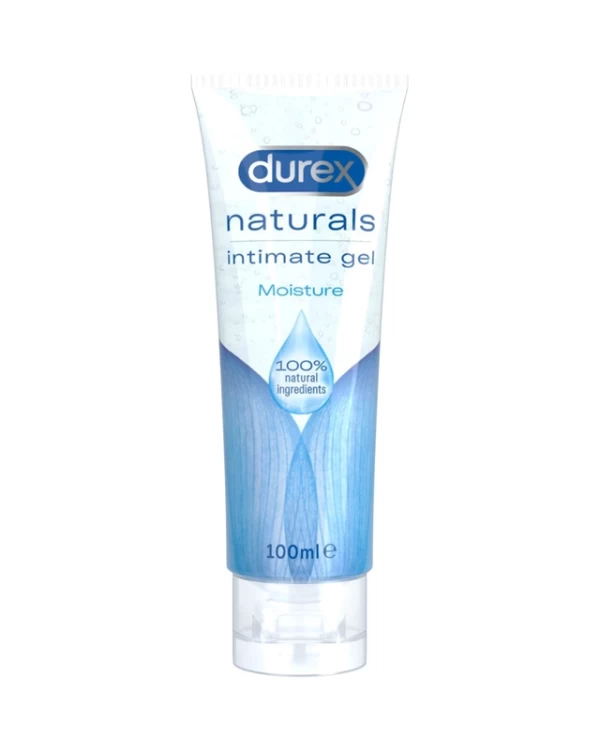 durex
naturals
intimate gel
Moisture
100%
natural
ingredients
100ml℮